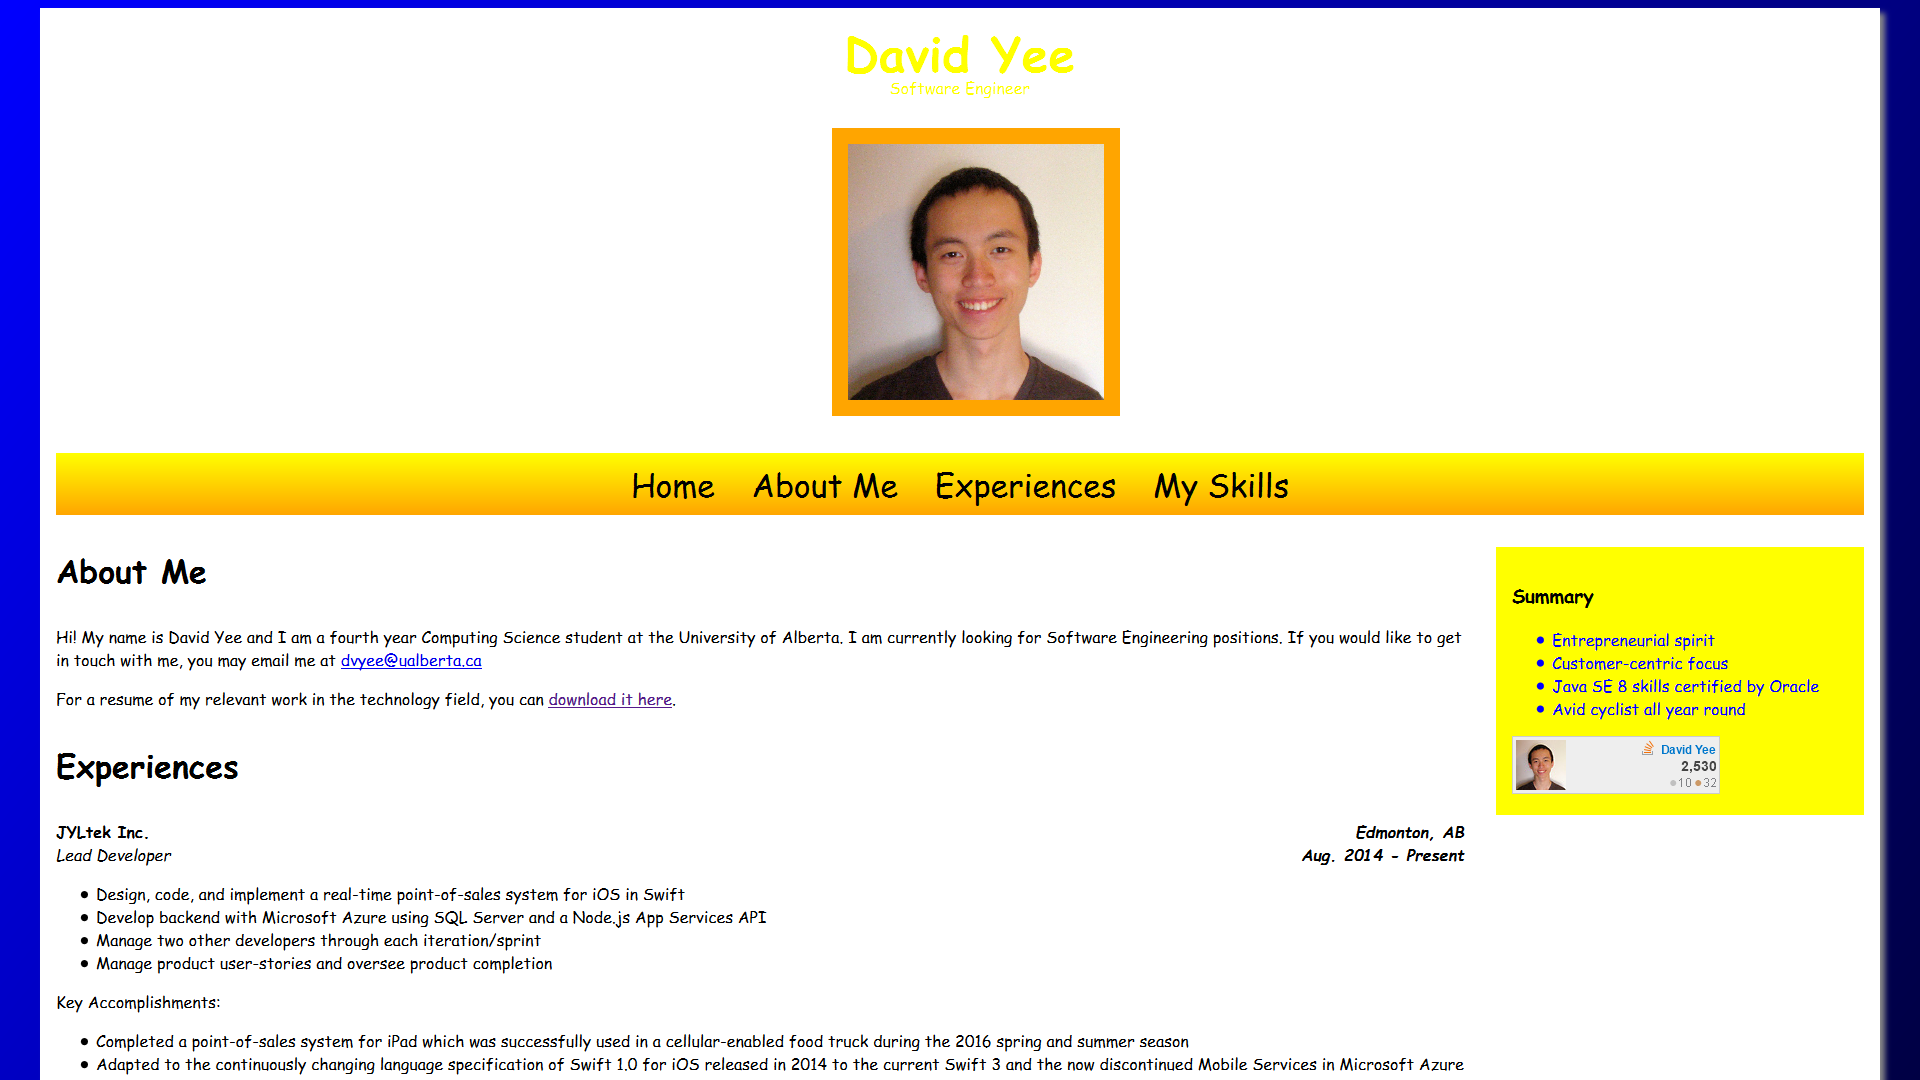 David Yee
Software Engineer
Home About Me Experiences My Skills
About Me
Hi! My name is David Yee and I am a fourth year Computing Science student at the University of Alberta. I am currently looking for Software Engineering positions. If you would like to get
in touch with me, you may email me at dvyee@ualberta.ca
For a resume of my relevant work in the technology field, you can download it here.
Experiences
JYLtek Inc. Edmonton, AB
Lead Developer Aug. 2014 - Present
• Design, code, and implement a real-time point-of-sales system for iOS in Swift
• Develop backend with Microsoft Azure using SQL Server and a Node.js App Services API
• Manage two other developers through each iteration/sprint
• Manage product user-stories and oversee product completion
Key Accomplishments:
• Completed a point-of-sales system for iPad which was successfully used in a cellular-enabled food truck during the 2016 spring and summer season
• Adapted to the continuously changing language specification of Swift 1.0 for iOS released in 2014 to the current Swift 3 and the now discontinued Mobile Services in Microsoft Azure
Summary
• Entrepreneurial spirit
• Customer-centric focus
• Java SE 8 skills certified by Oracle
• Avid cyclist all year round
David Yee
2,530
●10 ●32